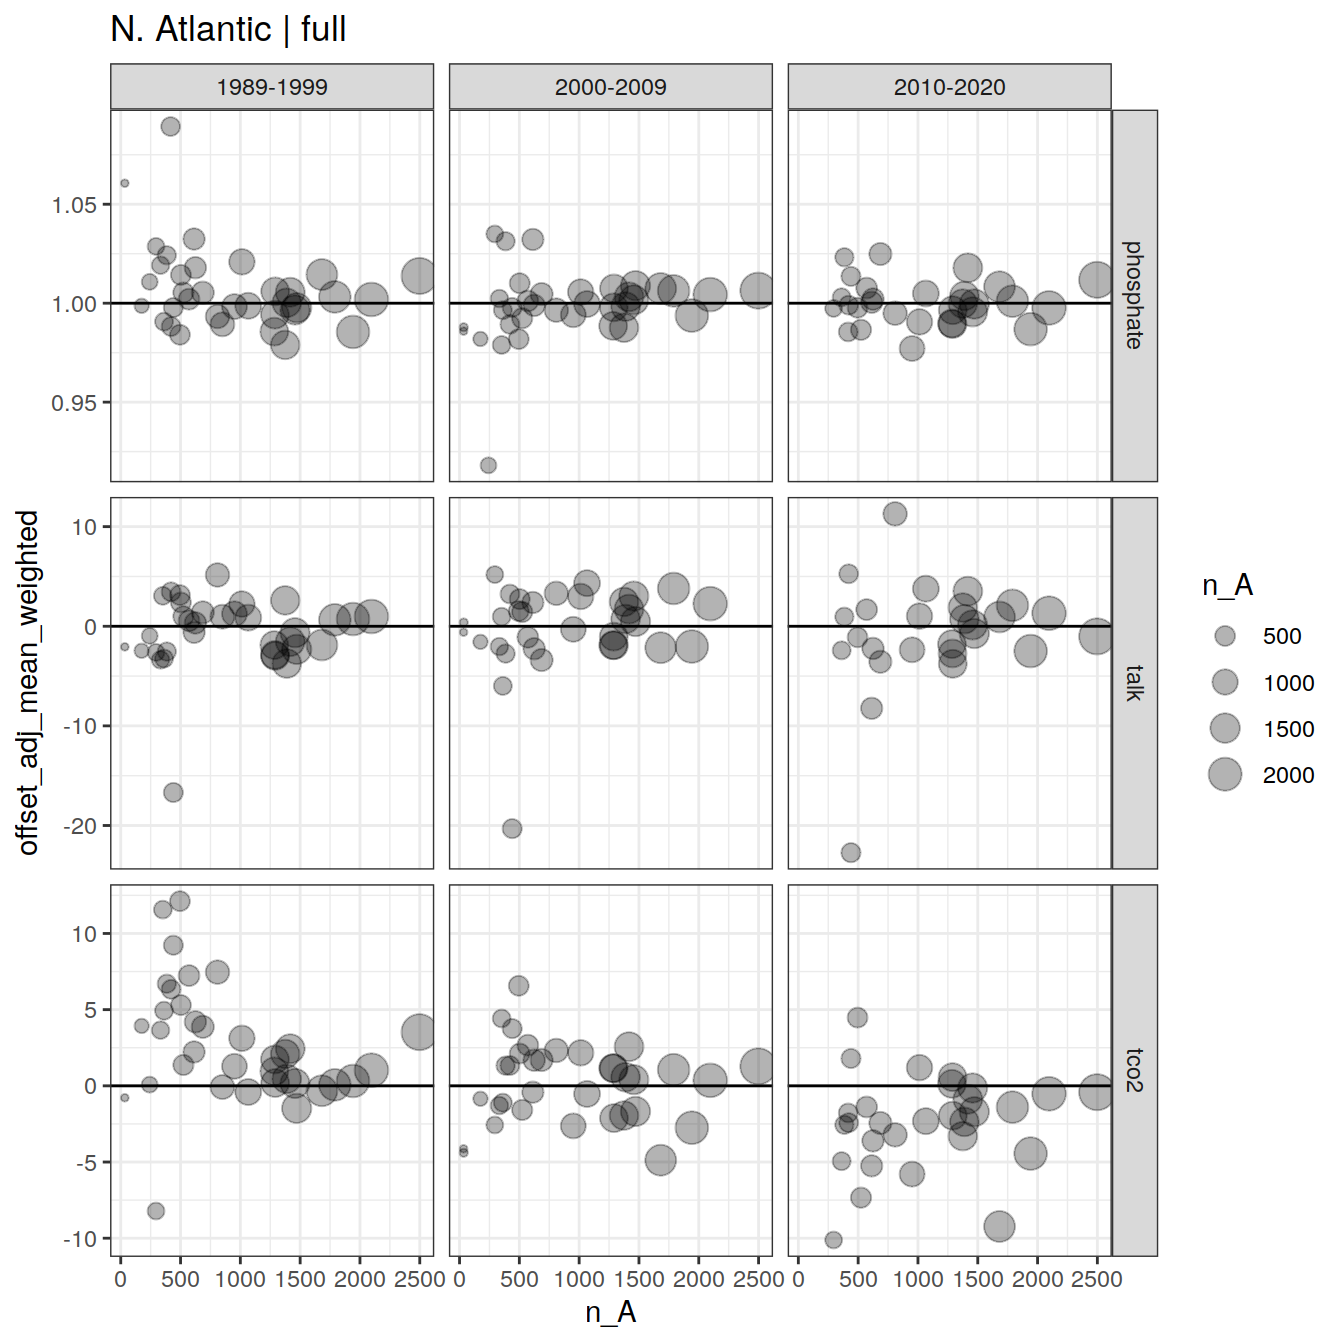 N. Atlantic | full
1989-1999 2000-2009 2010-2020
1.05
1.00
0.95
phosphate
10
0
-10
-20
talk
10
5
0
-5
-10
tco2
offset_adj_mean_weighted
0 500 1000 1500 2000 2500 0 500 1000 1500 2000 2500 0 500 1000 1500 2000 2500
n_A
n_A
500
1000
1500
2000